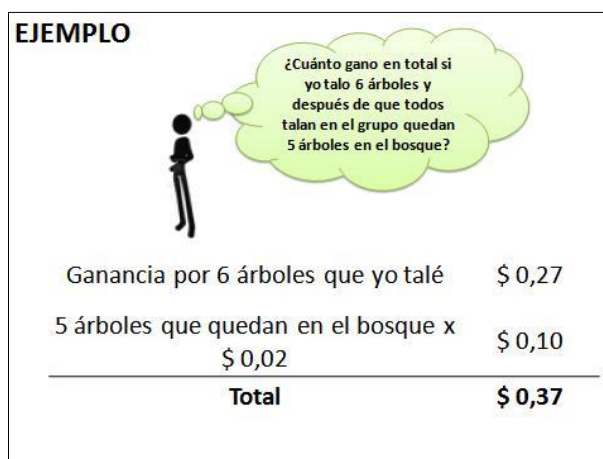 EJEMPLO
¿Cuánto gano en total si
yo talo 6 árboles y
después de que todos
talan en el grupo quedan
5 árboles en el bosque?
Ganancia por 6 árboles que yo talé $ 0,27
5 árboles que quedan en el bosque x
$ 0,02 $ 0,10
Total $ 0,37